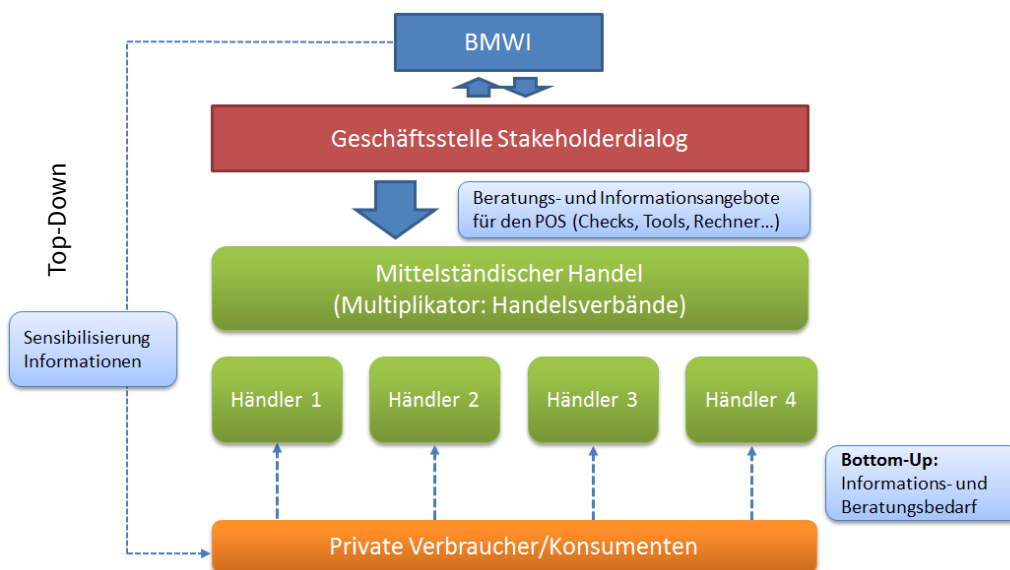 BMWI
Geschäftsstelle Stakeholderdialog
Top-Down
Beratungs- und Informationsangebote
für den POS (Checks, Tools, Rechner...)
Mittelständischer Handel
(Multiplikator: Handelsverbände)
Sensibilisierung
Informationen
Händler 1
Händler 2
Händler 3
Händler 4
Bottom-Up:
Informations- und
Beratungsbedarf
Private Verbraucher/Konsumenten